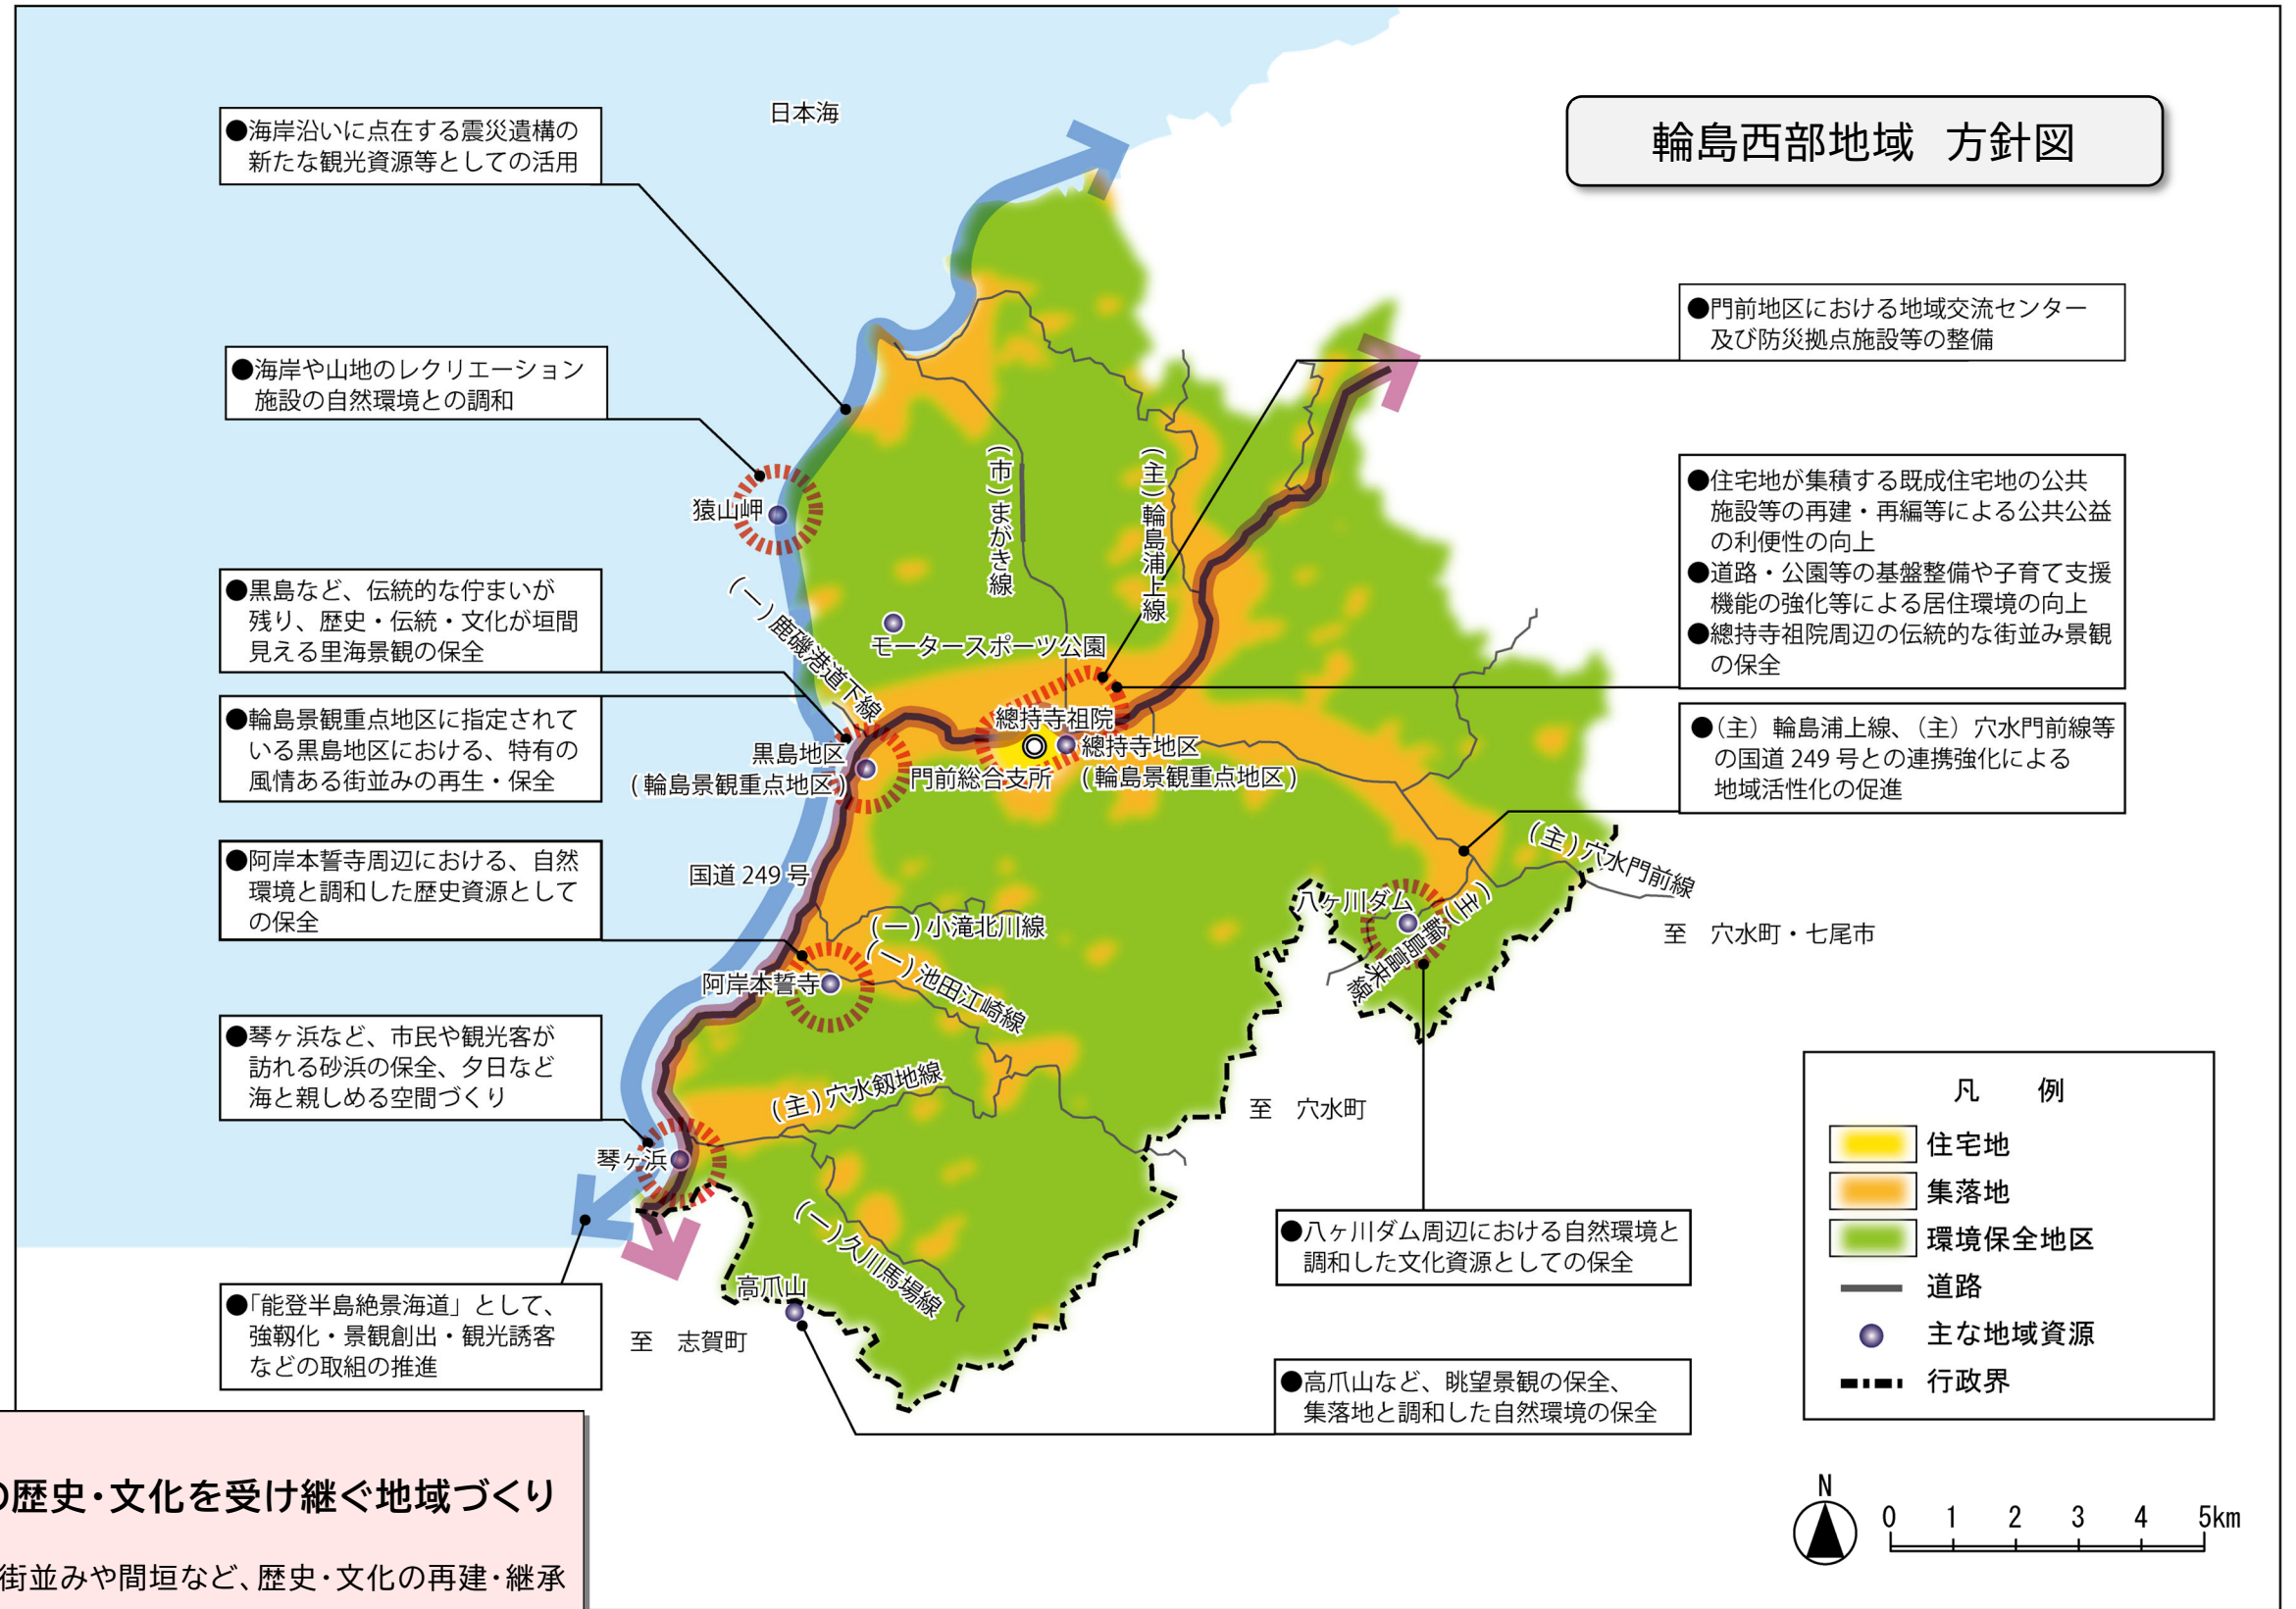 輪島西部地域 方針図
日本海
●海岸沿いに点在する震災遺構の
新たな観光資源等としての活用
●海岸や山地のレクリエーション
施設の自然環境との調和
●黒島など、伝統的な佇まいが
残り、歴史・伝統・文化が垣間
見える里海景観の保全
●輪島景観重点地区に指定されて
いる黒島地区における、特有の
風情ある街並みの再生・保全
●阿岸本誓寺周辺における、自然
環境と調和した歴史資源として
の保全
●琴ヶ浜など、市民や観光客が
訪れる砂浜の保全、夕日など
海と親しめる空間づくり
●「能登半島絶景海道」として、
強靱化・景観創出・観光誘客
などの取組の推進
●門前地区における地域交流センター
及び防災拠点施設等の整備
●住宅地が集積する既成住宅地の公共
施設等の再建・再編等による公共公益
の利便性の向上
●道路・公園等の基盤整備や子育て支援
機能の強化等による居住環境の向上
●總持寺祖院周辺の伝統的な街並み景観
の保全
●(主)輪島浦上線、(主)穴水門前線等
の国道249号との連携強化による
地域活性化の促進
●八ヶ川ダム周辺における自然環境と
調和した文化資源としての保全
●高爪山など、眺望景観の保全、
集落地と調和した自然環境の保全
猿山岬
(市)まがき線
(主)輪島浦上線
(一)鹿磯港道下線
モータースポーツ公園
總持寺祖院
總持寺地区
(輪島景観重点地区)
門前総合支所
黒島地区
(輪島景観重点地区)
国道249号
(一)小滝北川線
(一)池田江崎線
阿岸本誓寺
八ヶ川ダム
(主)輪島富来線
(主)穴水門前線
至 穴水町・七尾市
(主)穴水剱地線
至 穴水町
琴ヶ浜
(一)久川馬場線
高爪山
至 志賀町
凡 例
住宅地
集落地
環境保全地区
道路
主な地域資源
行政界
N
0 1 2 3 4 5km
の歴史・文化を受け継ぐ地域づくり
街並みや間垣など、歴史・文化の再建・継承